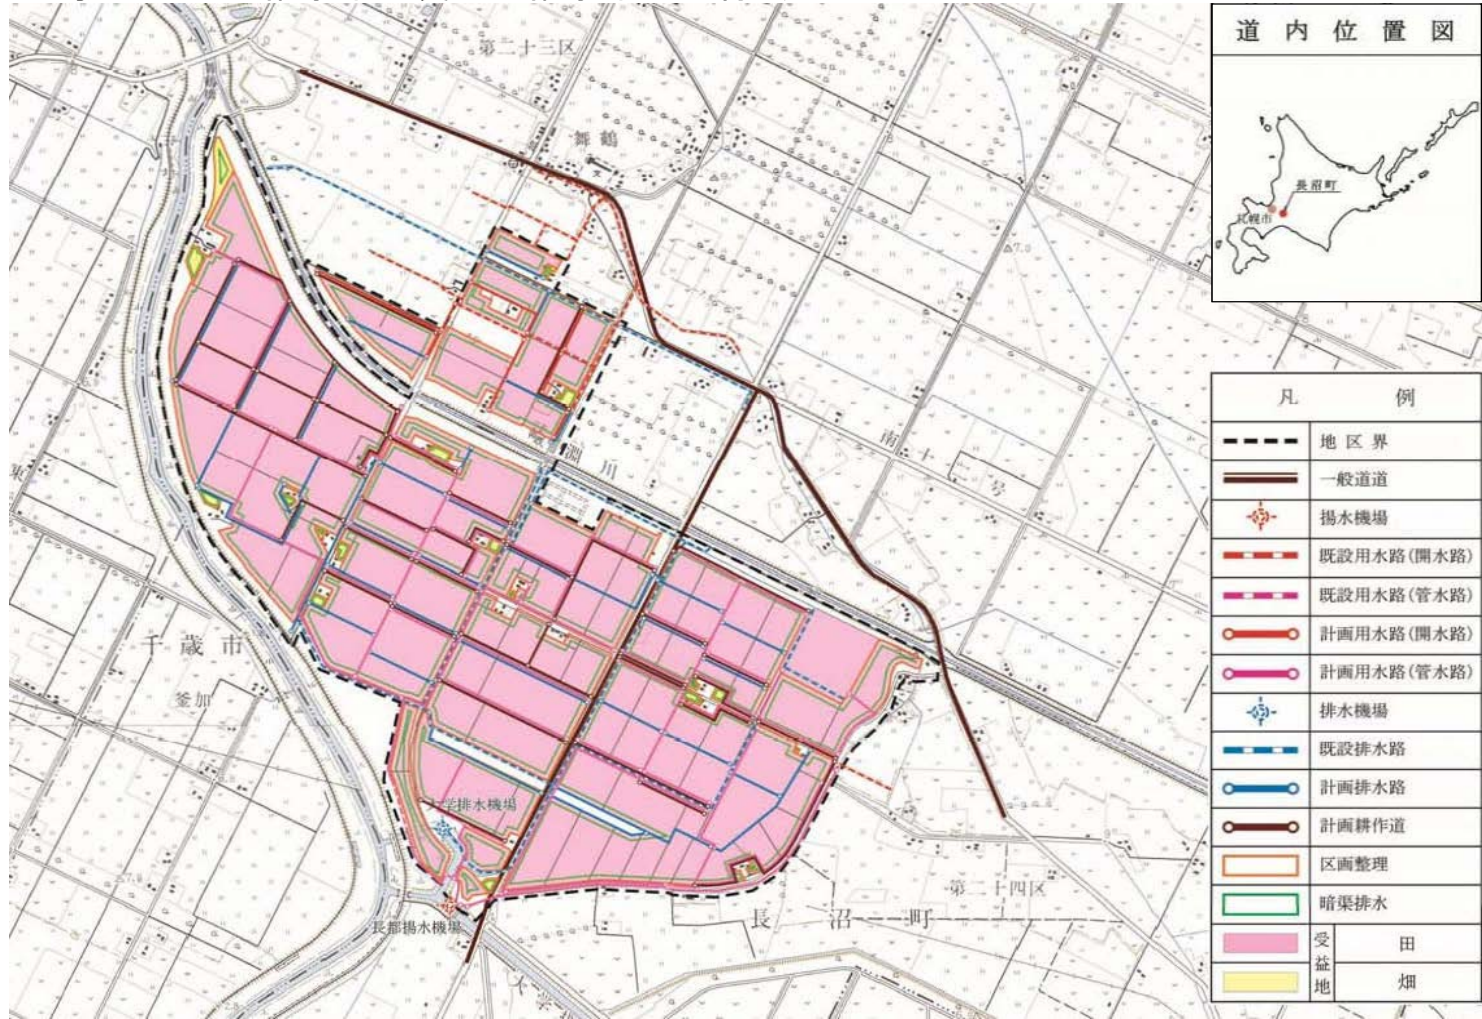 道内位置図
長沼町
札幌市
凡例
地区界
一般道道
揚水機場
既設用水路(開水路)
既設用水路(管水路)
計画用水路(開水路)
計画用水路(管水路)
排水機場
既設排水路
計画排水路
計画耕作道
区画整理
暗渠排水
受益地
田
畑
第二十三区
舞鶴
南十号
千歳市
釜加
大学排水機場
長都揚水機場
第二十四区
長沼町